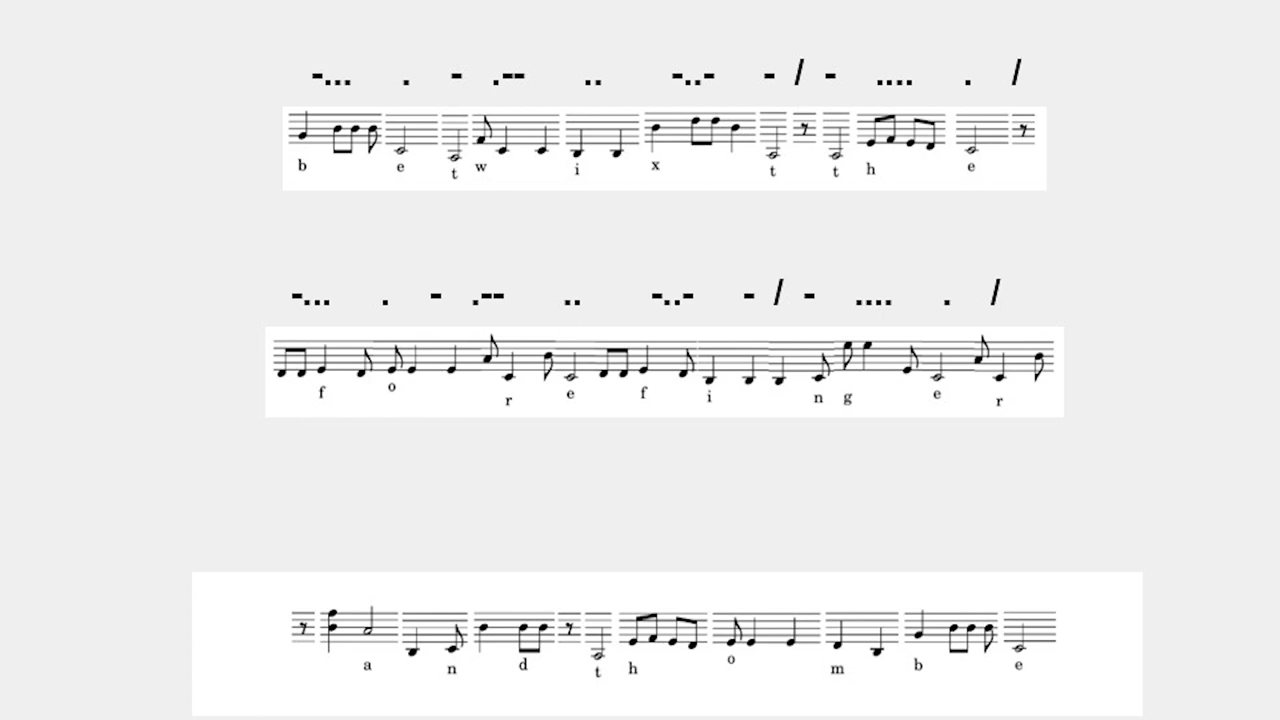 -... . - .-- .. -..- - / - .... . /
b e t w i x t t h e
-... . - .-- .. -..- - / - .... . /
f o r e f i n g e r
a n d t h o m b e